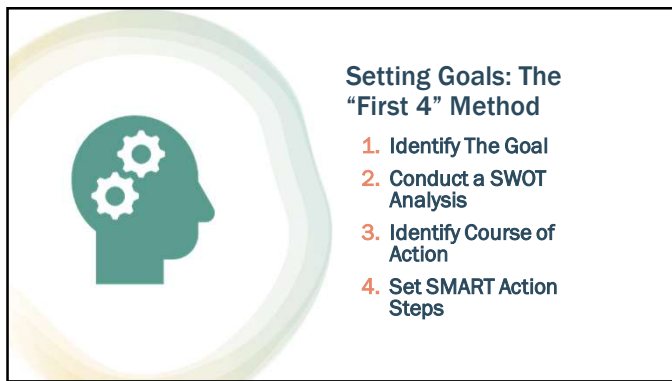 Setting Goals: The
“First 4” Method
1. Identify The Goal
2. Conduct a SWOT
Analysis
3. Identify Course of
Action
4. Set SMART Action
Steps